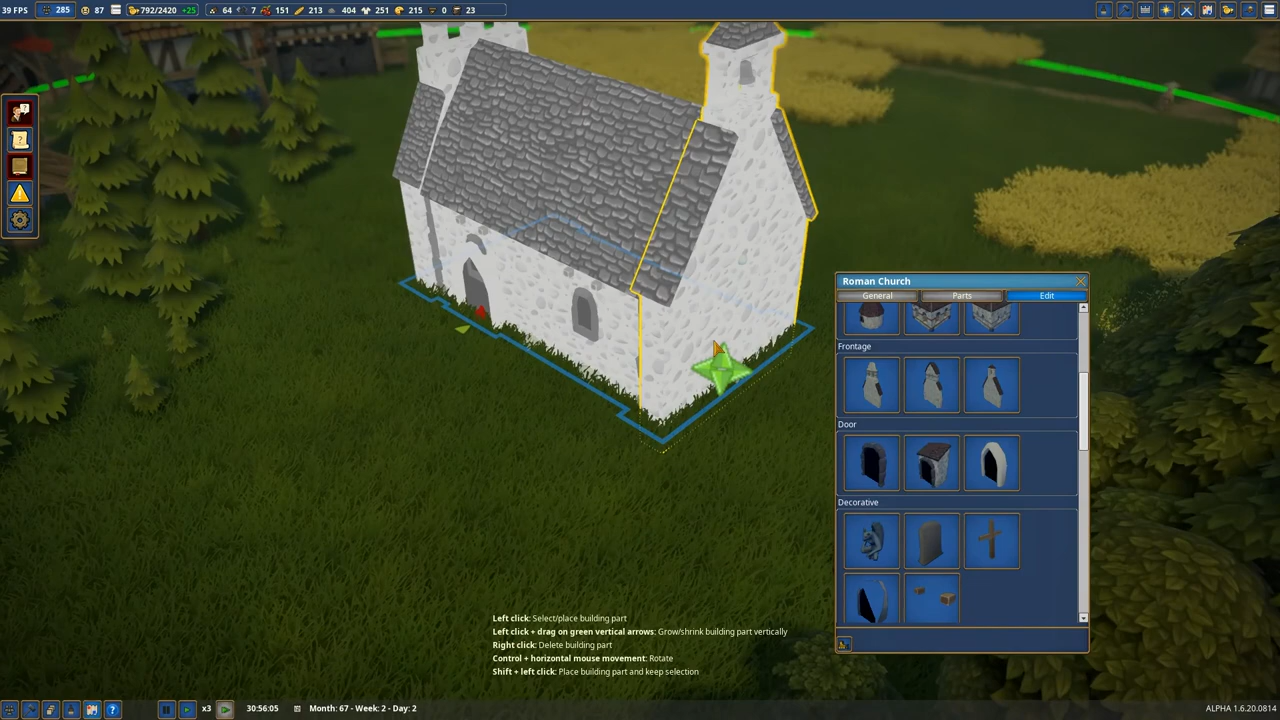 39 FPS
285
87
792/2420 +25
64
7
151
213
404
251
215
0
23
Roman Church
General
Parts
Edit
Frontage
Door
Decorative
Left click: Select/place building part
Left click + drag on green vertical arrows: Grow/shrink building part vertically
Right click: Delete building part
Control + horizontal mouse movement: Rotate
Shift + left click: Place building part and keep selection
x3
30:56:05
Month: 67 - Week: 2 - Day: 2
ALPHA 1.6.20.0814